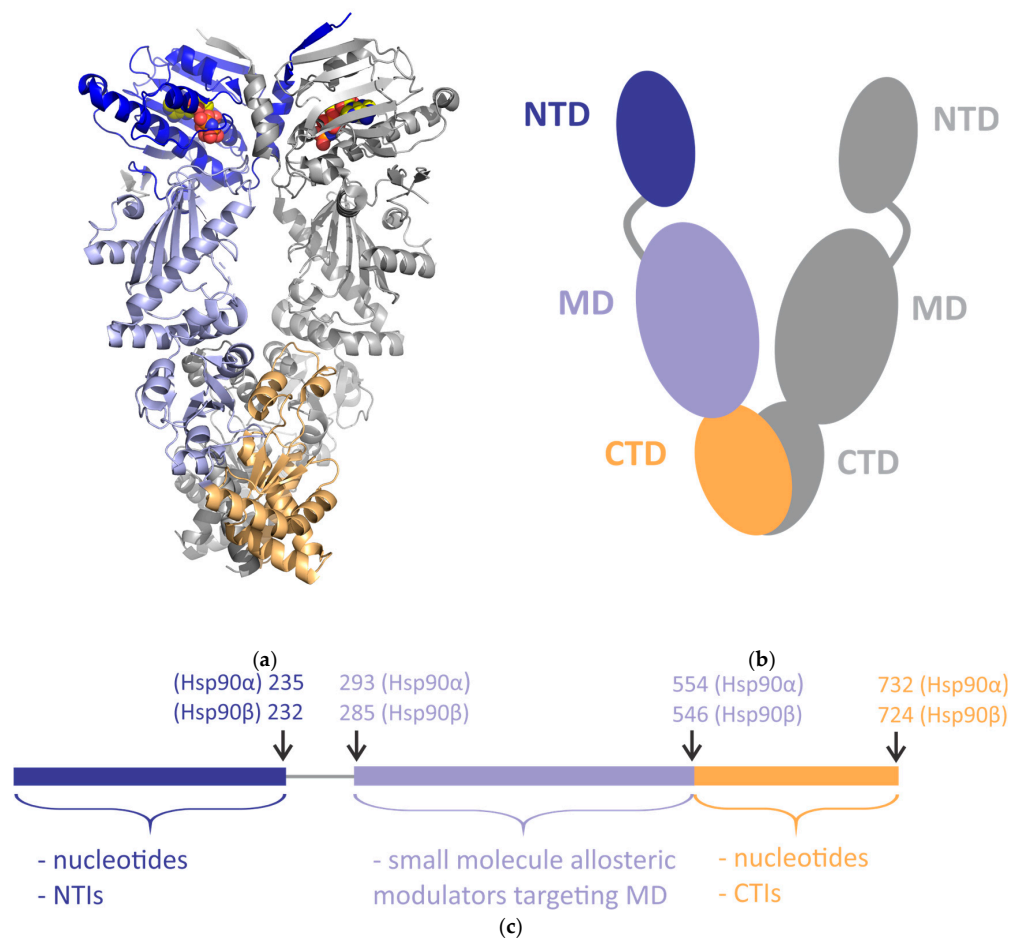 NTD
NTD
MD
MD
CTD
CTD
(a)
(b)
(Hsp90α) 235
(Hsp90β) 232
293 (Hsp90α)
285 (Hsp90β)
554 (Hsp90α)
546 (Hsp90β)
732 (Hsp90α)
724 (Hsp90β)
- nucleotides
- NTIs
- small molecule allosteric
modulators targeting MD
- nucleotides
- CTIs
(c)